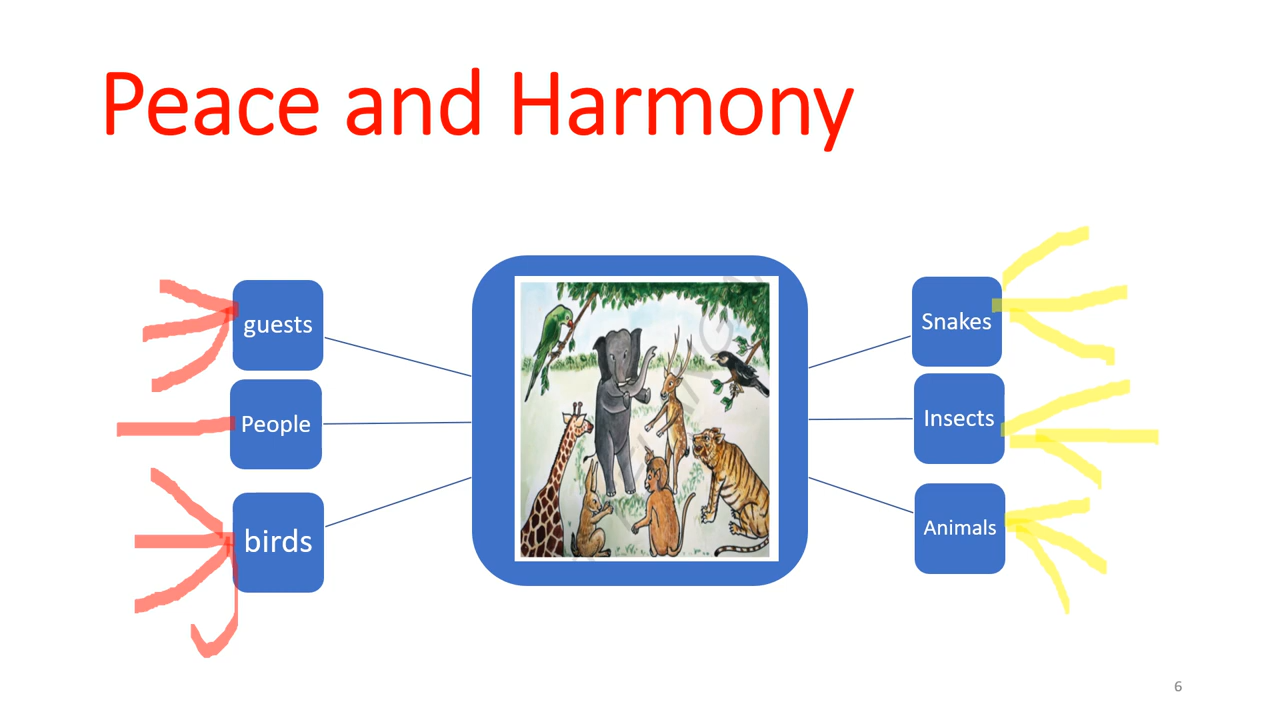 Peace and Harmony
guests
People
birds
Snakes
Insects
Animals
6